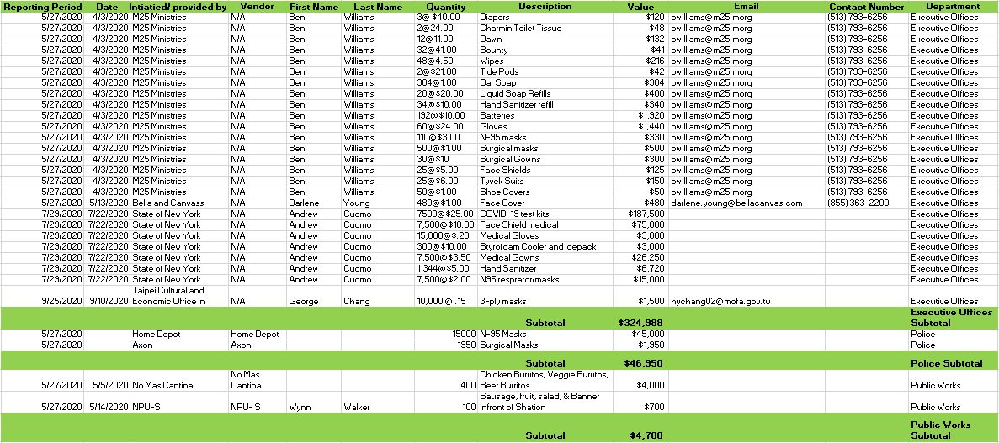 Reporting Period Date Intiatied/ provided by Vendor First Name Last Name Quantity Description Value Email Contact Number Department
5/27/2020 4/3/2020 M25 Ministries N/A Ben Williams 3@ $40.00 Diapers $120 bwilliams@m25.morg (513) 793-6256 Executive Offices
5/27/2020 4/3/2020 M25 Ministries N/A Ben Williams 2@24.00 Charmin Toilet Tissue $48 bwilliams@m25.morg (513) 793-6256 Executive Offices
5/27/2020 4/3/2020 M25 Ministries N/A Ben Williams 12@11.00 Dawn $132 bwilliams@m25.morg (513) 793-6256 Executive Offices
5/27/2020 4/3/2020 M25 Ministries N/A Ben Williams 32@41.00 Bounty $41 bwilliams@m25.morg (513) 793-6256 Executive Offices
5/27/2020 4/3/2020 M25 Ministries N/A Ben Williams 48@4.50 Wipes $216 bwilliams@m25.morg (513) 793-6256 Executive Offices
5/27/2020 4/3/2020 M25 Ministries N/A Ben Williams 2@$21.00 Tide Pods $42 bwilliams@m25.morg (513) 793-6256 Executive Offices
5/27/2020 4/3/2020 M25 Ministries N/A Ben Williams 384@1.00 Bar Soap $384 bwilliams@m25.morg (513) 793-6256 Executive Offices
5/27/2020 4/3/2020 M25 Ministries N/A Ben Williams 20@$20.00 Liquid Soap Refills $400 bwilliams@m25.morg (513) 793-6256 Executive Offices
5/27/2020 4/3/2020 M25 Ministries N/A Ben Williams 34@$10.00 Hand Sanitizer refill $340 bwilliams@m25.morg (513) 793-6256 Executive Offices
5/27/2020 4/3/2020 M25 Ministries N/A Ben Williams 192@$10.00 Batteries $1,920 bwilliams@m25.morg (513) 793-6256 Executive Offices
5/27/2020 4/3/2020 M25 Ministries N/A Ben Williams 60@$24.00 Gloves $1,440 bwilliams@m25.morg (513) 793-6256 Executive Offices
5/27/2020 4/3/2020 M25 Ministries N/A Ben Williams 110@$3.00 N-95 masks $330 bwilliams@m25.morg (513) 793-6256 Executive Offices
5/27/2020 4/3/2020 M25 Ministries N/A Ben Williams 500@$1.00 Surgical masks $500 bwilliams@m25.morg (513) 793-6256 Executive Offices
5/27/2020 4/3/2020 M25 Ministries N/A Ben Williams 30@$10 Surgical Gowns $300 bwilliams@m25.morg (513) 793-6256 Executive Offices
5/27/2020 4/3/2020 M25 Ministries N/A Ben Williams 25@$5.00 Face Shields $125 bwilliams@m25.morg (513) 793-6256 Executive Offices
5/27/2020 4/3/2020 M25 Ministries N/A Ben Williams 25@$6.00 Tyvek Suits $150 bwilliams@m25.morg (513) 793-6256 Executive Offices
5/27/2020 4/3/2020 M25 Ministries N/A Ben Williams 50@$1.00 Shoe Covers $50 bwilliams@m25.morg (513) 793-6256 Executive Offices
5/27/2020 5/13/2020 Bella and Canvass N/A Darlene Young 480@$1.00 Face Cover $480 darlene.young@bellacanvas.com (855) 363-2200 Executive Offices
7/29/2020 7/22/2020 State of New York N/A Andrew Cuomo 7500@$25.00 COVID-19 test kits $187,500 Executive Offices
7/29/2020 7/22/2020 State of New York N/A Andrew Cuomo 7,500@$10.00 Face Shield medical $75,000 Executive Offices
7/29/2020 7/22/2020 State of New York N/A Andrew Cuomo 15,000@$.20 Medical Gloves $3,000 Executive Offices
7/29/2020 7/22/2020 State of New York N/A Andrew Cuomo 300@$10.00 Styrofoam Cooler and icepack $3,000 Executive Offices
7/29/2020 7/22/2020 State of New York N/A Andrew Cuomo 7,500@$3.50 Medical Gowns $26,250 Executive Offices
7/29/2020 7/22/2020 State of New York N/A Andrew Cuomo 1,344@$5.00 Hand Sanitizer $6,720 Executive Offices
7/29/2020 7/22/2020 State of New York N/A Andrew Cuomo 7,500@$2.00 N95 resprator/masks $15,000 Executive Offices
Taipei Cultural and
9/25/2020 9/10/2020 Economic Office in N/A George Chang 10,000 @ .15 3-ply masks $1,500 hychang02@mofa.gov.tw Executive Offices
Executive Offices
Subtotal $324,988 Subtotal
5/27/2020 Home Depot Home Depot 15000 N-95 Masks $45,000 Police
5/27/2020 Axon Axon 1950 Surgical Masks $1,950 Police
Subtotal $46,950 Police Subtotal
No Mas Chicken Burritos, Veggie Burritos,
5/27/2020 5/5/2020 No Mas Cantina Cantina 400 Beef Burritos $4,000 Public Works
Sausage, fruit, salad, & Banner
5/27/2020 5/14/2020 NPU-S NPU- S Wynn Walker 100 infront of Shation $700 Public Works
Public Works
Subtotal $4,700 Subtotal